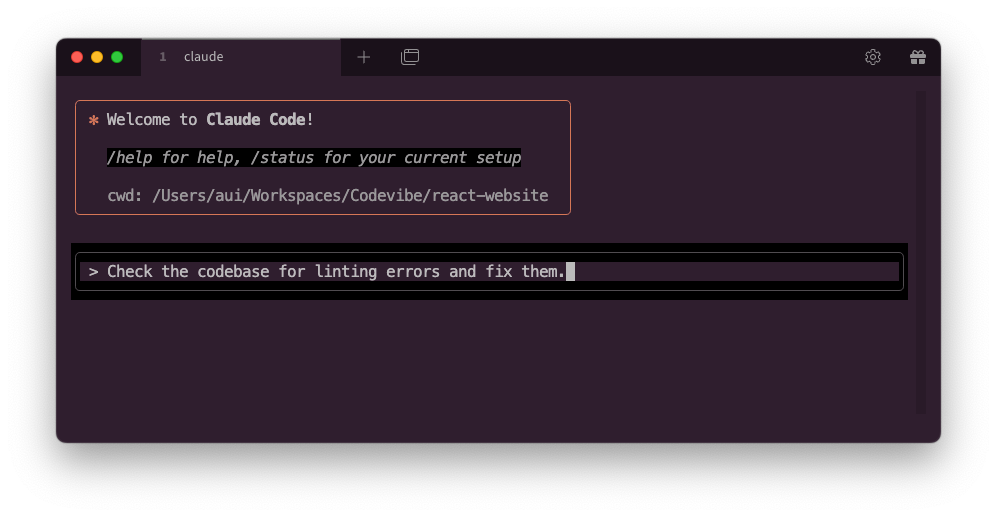 1 claude
* Welcome to Claude Code!
/help for help, /status for your current setup
cwd: /Users/aui/Workspaces/Codevibe/react-website
> Check the codebase for linting errors and fix them.